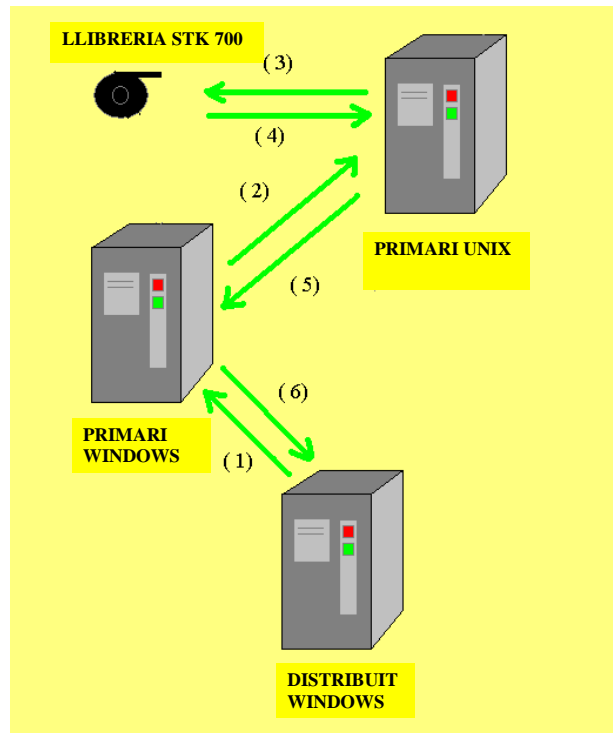 LLIBRERIA STK 700
( 3)
( 4)
( 2)
PRIMARI UNIX
( 5)
( 6)
PRIMARI
WINDOWS
( 1)
DISTRIBUIT
WINDOWS